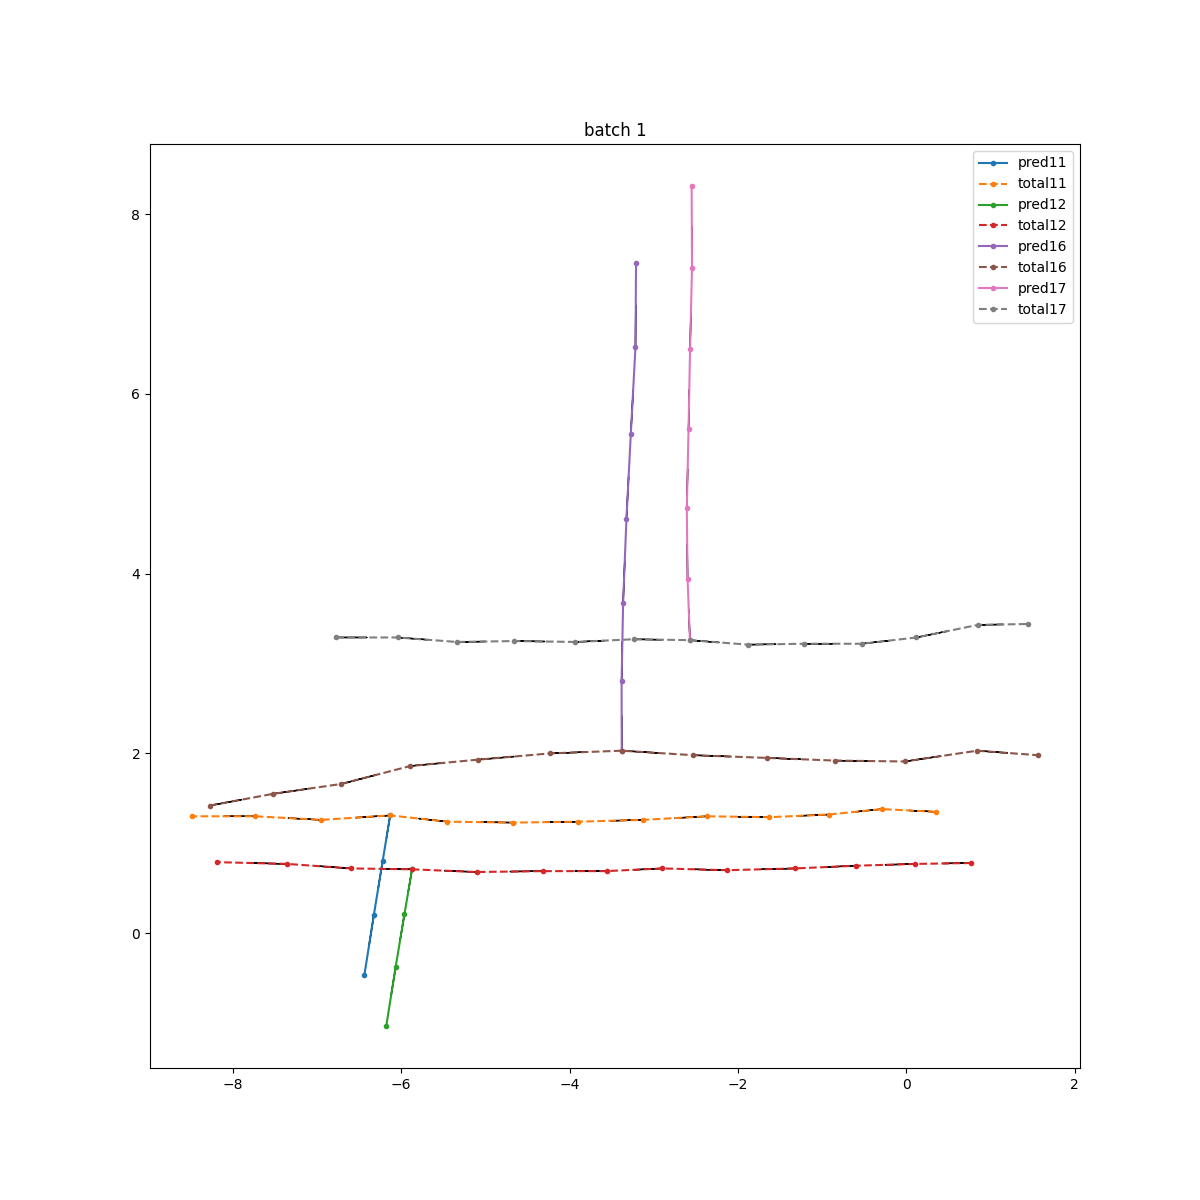 batch 1
pred11
total11
pred12
total12
pred16
total16
pred17
total17
8
6
4
2
0
−8
−6
−4
−2
0
2